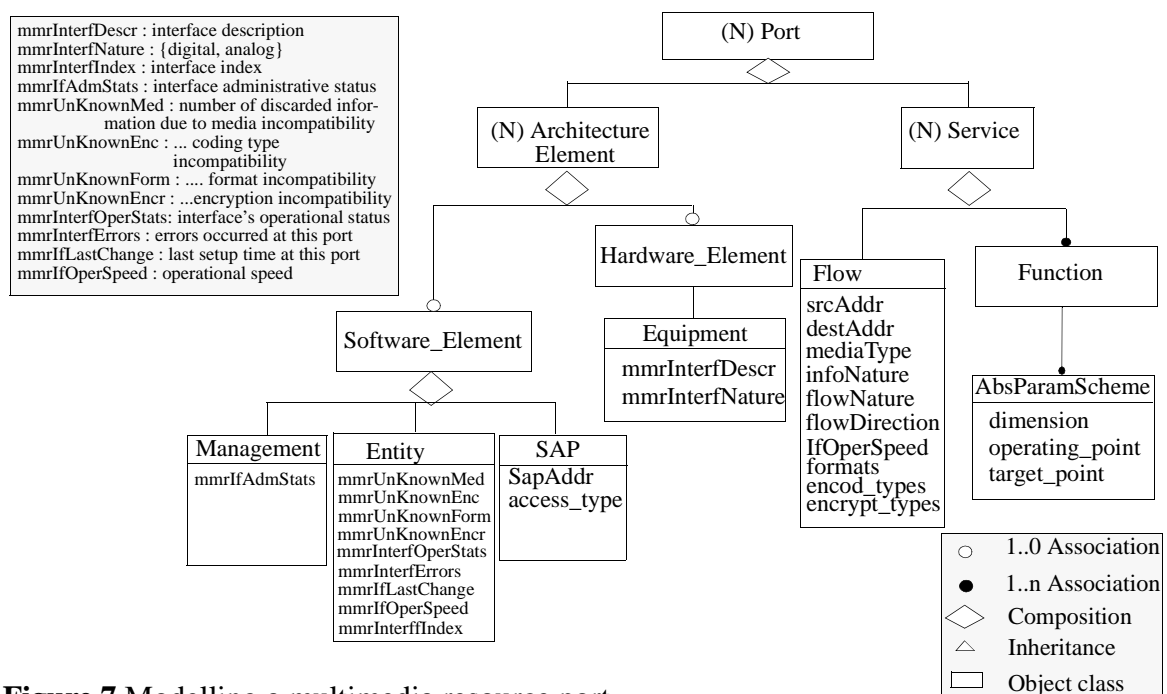 mmrInterfDescr : interface description
mmrInterfNature : {digital, analog}
mmrInterfIndex : interface index
mmrIfAdmStats : interface administrative status
mmrUnKnownMed : number of discarded infor-
mation due to media incompatibility
mmrUnKnownEnc : ... coding type
incompatibility
mmrUnKnownForm : .... format incompatibility
mmrUnKnownEncr : ...encryption incompatibility
mmrInterfOperStats: interface's operational status
mmrInterfErrors : errors occurred at this port
mmrIfLastChange : last setup time at this port
mmrIfOperSpeed : operational speed
(N) Port
(N) Architecture
Element
(N) Service
Hardware_Element
Software_Element
Equipment
mmrInterfDescr
mmrInterfNature
Flow
srcAddr
destAddr
mediaType
infoNature
flowNature
flowDirection
IfOperSpeed
formats
encod_types
encrypt_types
Function
AbsParamScheme
dimension
operating_point
target_point
Management
mmrIfAdmStats
Entity
mmrUnKnownMed
mmrUnKnownEnc
mmrUnKnownForm
mmrUnKnownEncr
mmrInterfOperStats
mmrInterfErrors
mmrIfLastChange
mmrIfOperSpeed
mmrInterffIndex
SAP
SapAddr
access_type
1..0 Association
1..n Association
Composition
Inheritance
Object class
Figure 7 Modelling a multimedia resource port